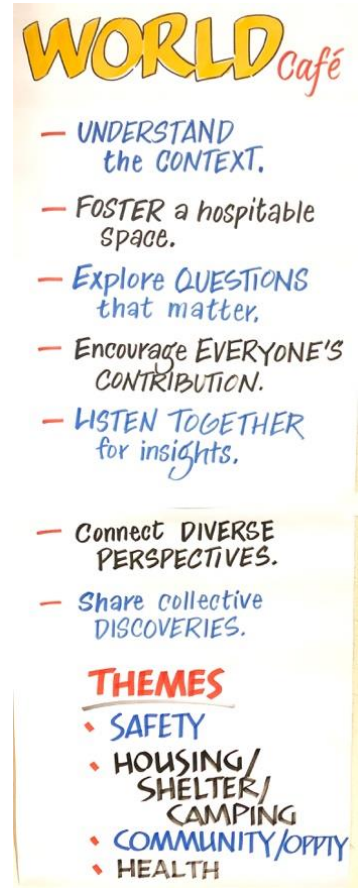 WORLD Café
— UNDERSTAND
the CONTEXT.
— FOSTER a hospitable
space.
— Explore QUESTIONS
that matter.
— Encourage EVERYONE'S
CONTRIBUTION.
— LISTEN TOGETHER
for insights.
— Connect DIVERSE
PERSPECTIVES.
— Share collective
DISCOVERIES.
THEMES
• SAFETY
• HOUSING/
SHELTER/
CAMPING
• COMMUNITY/OPPTY
• HEALTH